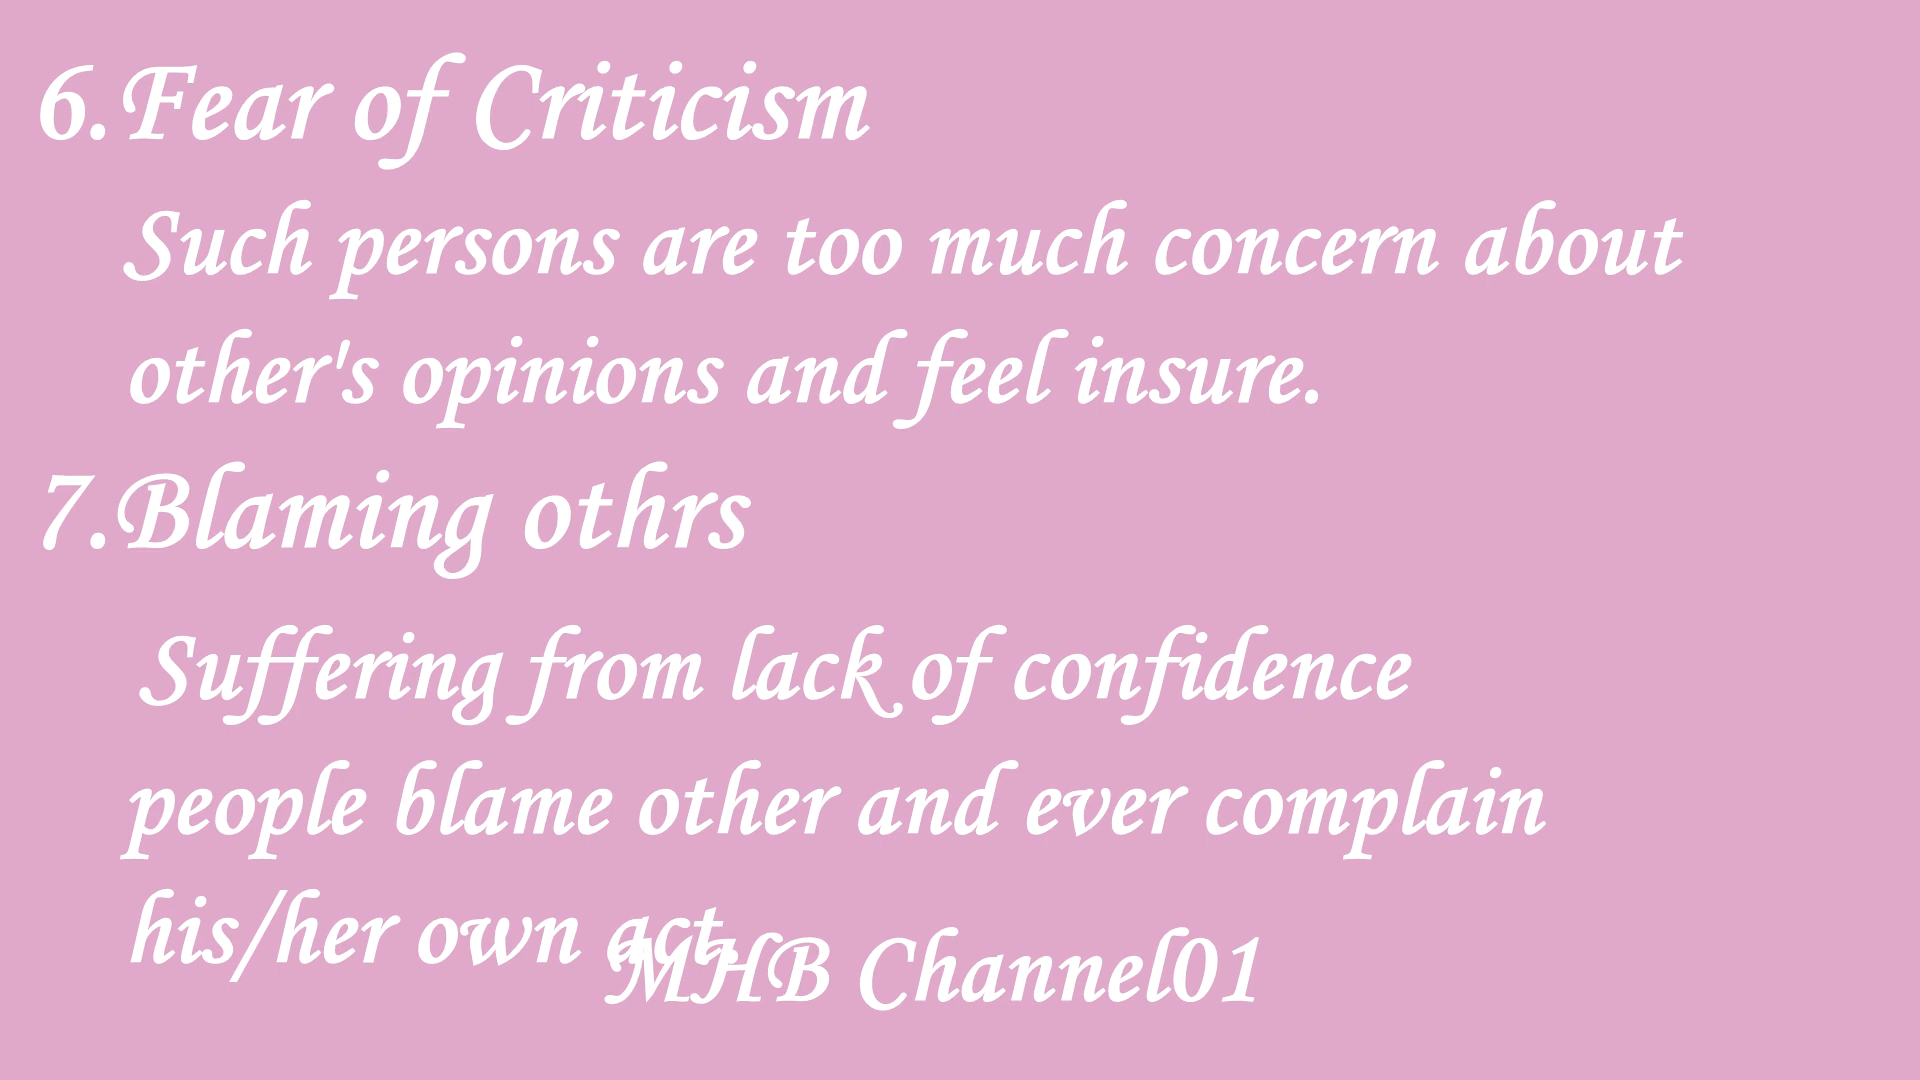 6.Fear of Criticism
Such persons are too much concern about
other's opinions and feel insure.
7.Blaming othrs
Suffering from lack of confidence
people blame other and ever complain
his/her own act.
MHB Channel01